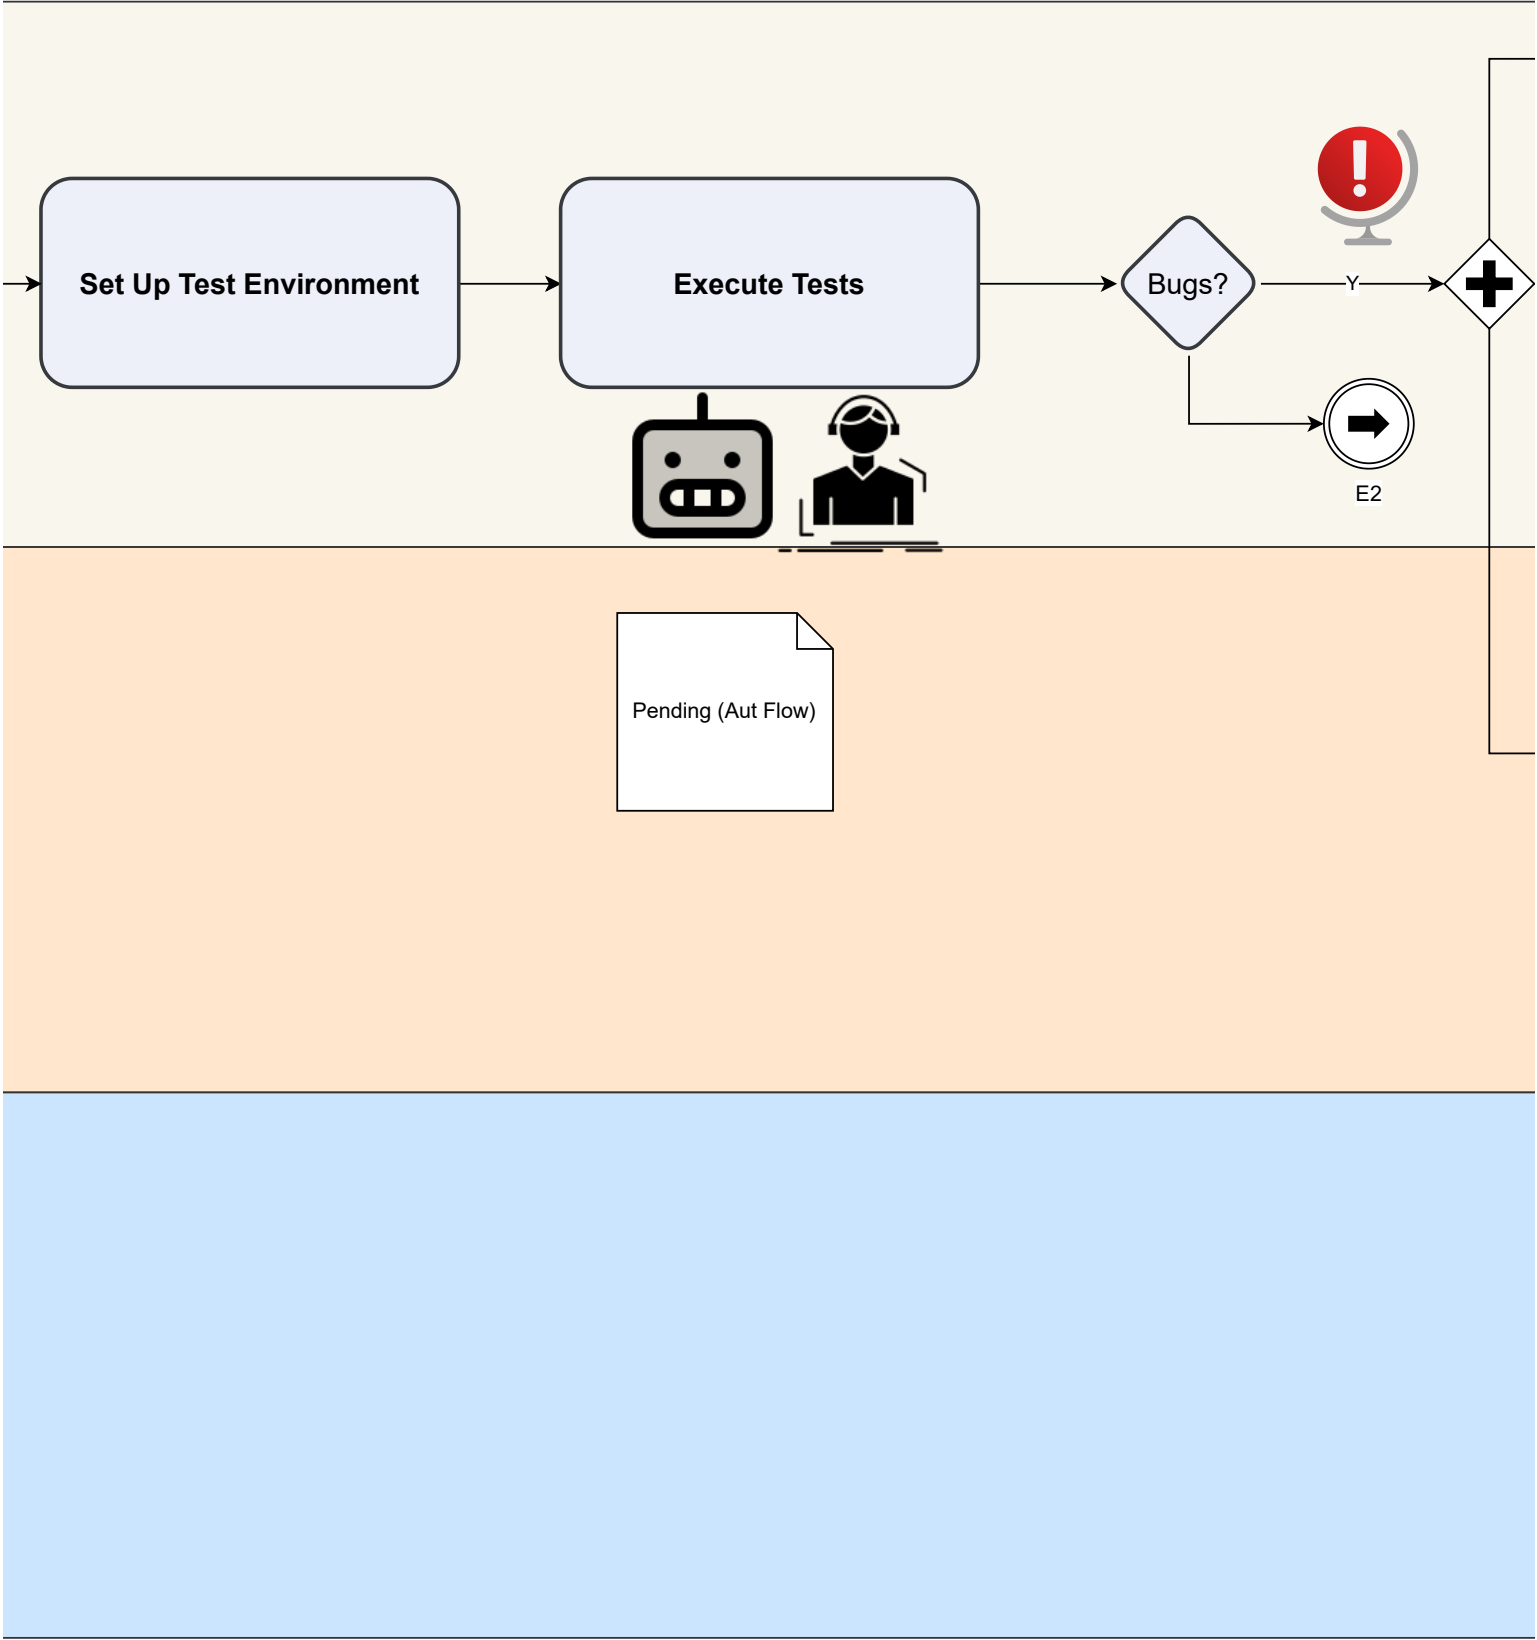 Set Up Test Environment
Execute Tests
Bugs?
Y
E2
Pending (Aut Flow)